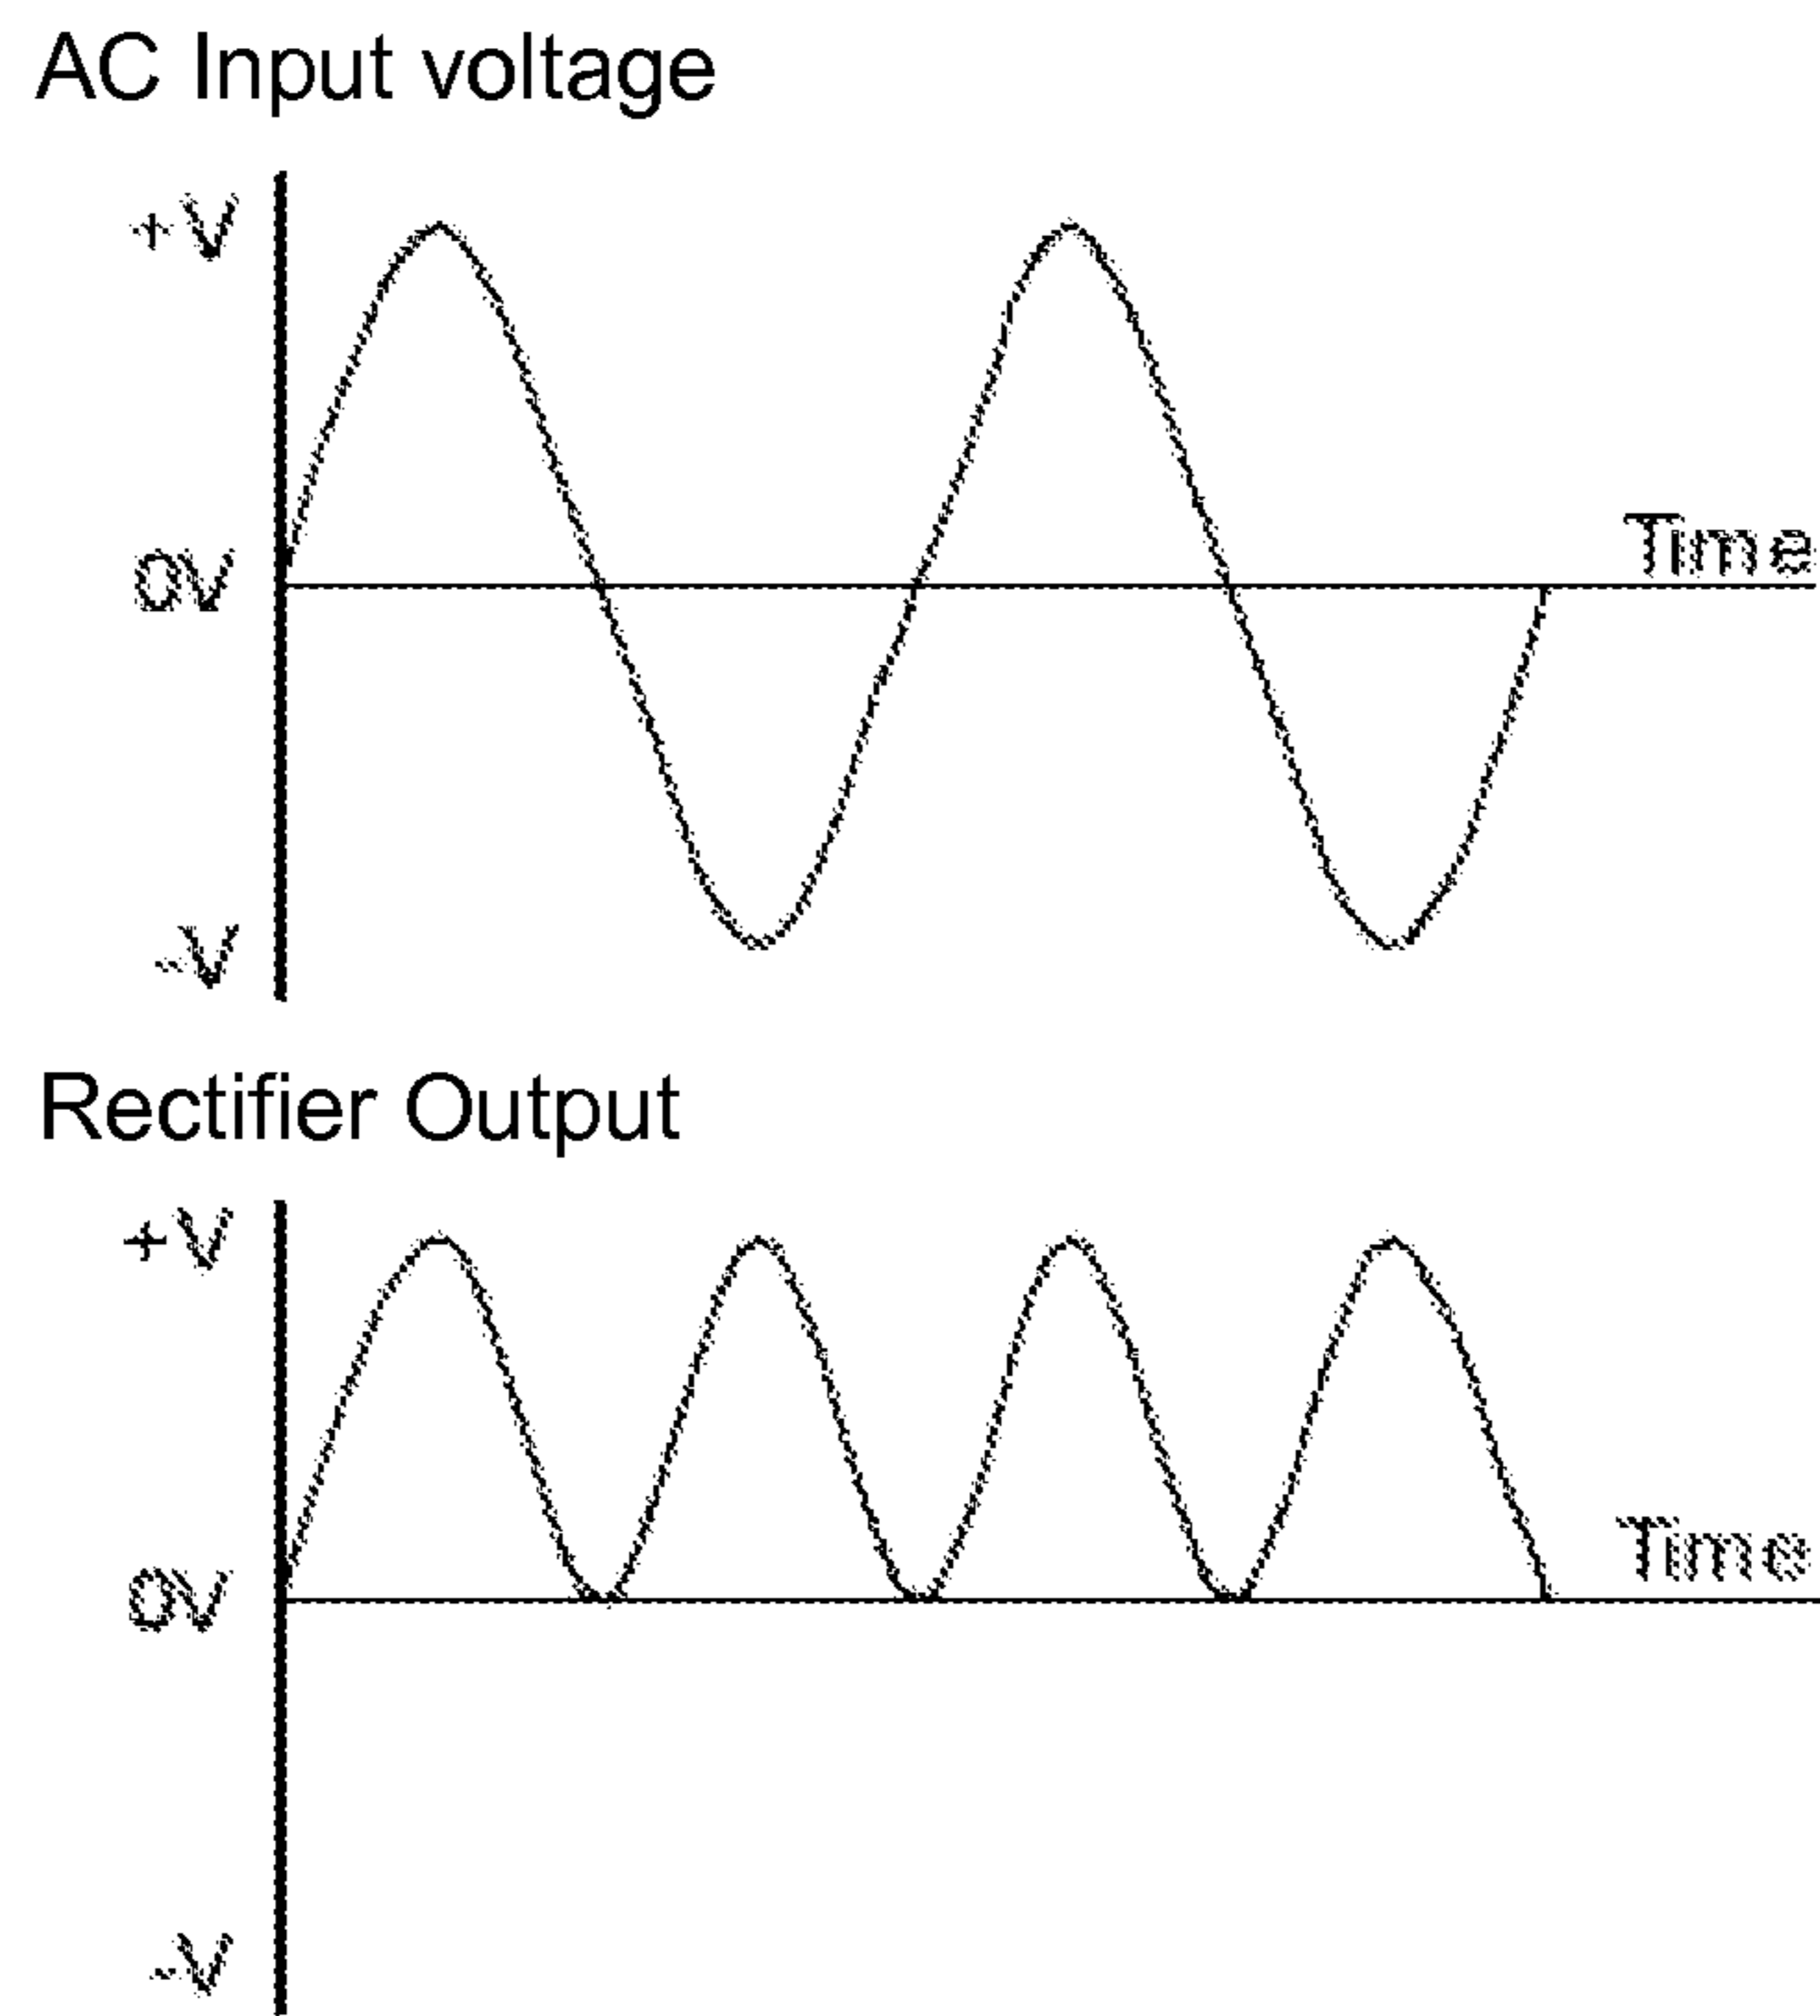 AC Input voltage
+V
0V
Time
-V
Rectifier Output
+V
0V
Time
-V